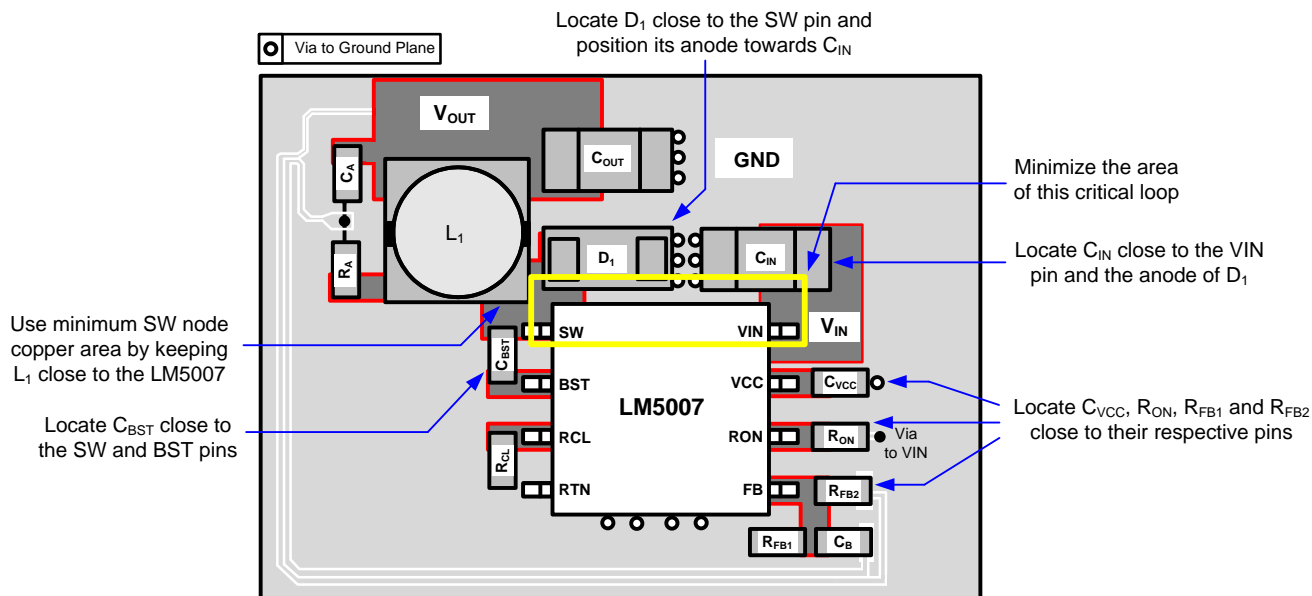 Locate D1 close to the SW pin and
position its anode towards CIN
Via to Ground Plane
VOUT
COUT
GND
CA
L1
RA
D1
CIN
Minimize the area
of this critical loop
Locate CIN close to the VIN
pin and the anode of D1
Use minimum SW node
copper area by keeping
L1 close to the LM5007
Locate CBST close to
the SW and BST pins
CBST
SW
VIN
VIN
BST
VCC
CVCC
LM5007
RCL
RCL
RON
RON
Via
to VIN
RTN
FB
RFB2
RFB1
CB
Locate CVCC, RON, RFB1 and RFB2
close to their respective pins